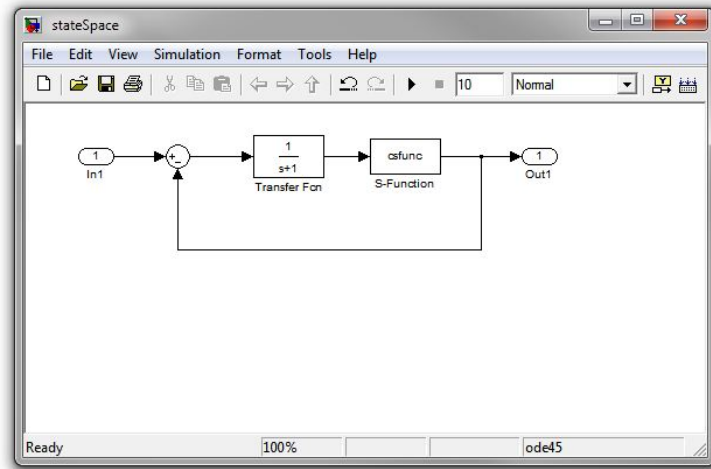 stateSpace
File Edit View Simulation Format Tools Help
10 Normal
1
In1
+
-
1
s+1
Transfer Fcn
csfunc
S-Function
1
Out1
Ready 100% ode45